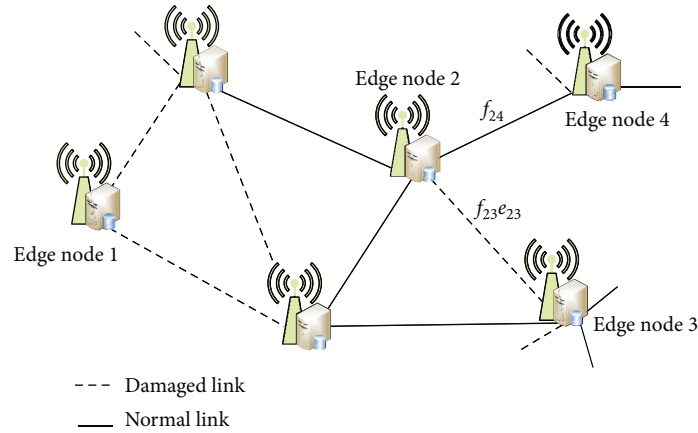 Edge node 2
f24
Edge node 4
f23e23
Edge node 1
Edge node 3
Damaged link
Normal link